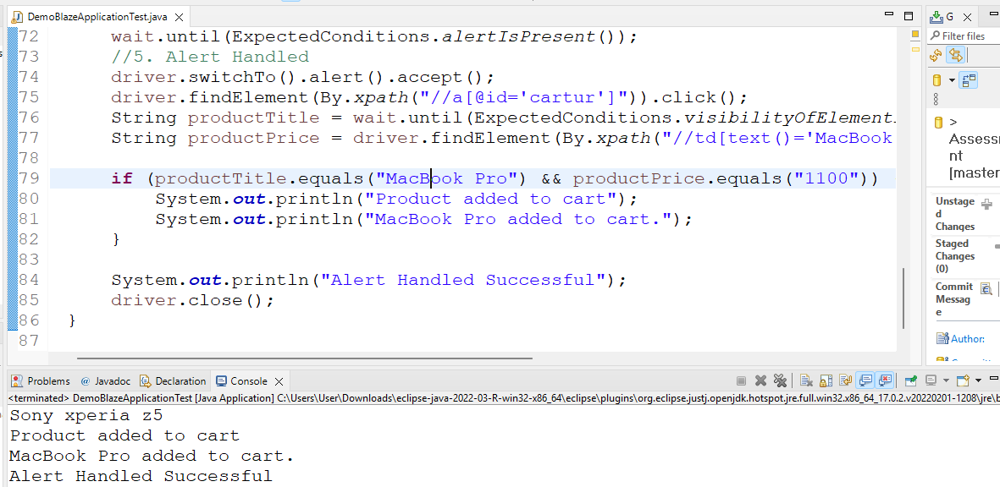 DemoBlazeApplicationTest.java
72 wait.until(ExpectedConditions.alertIsPresent());
73 //5. Alert Handled
74 driver.switchTo().alert().accept();
75 driver.findElement(By.xpath("//a[@id='cartur']")).click();
76 String productTitle = wait.until(ExpectedConditions.visibilityOfElement
77 String productPrice = driver.findElement(By.xpath("//td[text()='MacBook
78
79 if (productTitle.equals("MacBook Pro") && productPrice.equals("1100"))
80 System.out.println("Product added to cart");
81 System.out.println("MacBook Pro added to cart.");
82 }
83
84 System.out.println("Alert Handled Successful");
85 driver.close();
86 }
87
G
Filter files
>
Assessm
nt
[master
Unstage
d
Changes
Staged
Changes
(0)
Commit
Messag
e
Author:
Problems @ Javadoc Declaration Console
<terminated> DemoBlazeApplicationTest [Java Application] C:\Users\User\Downloads\eclipse-java-2022-03-R-win32-x86_64\eclipse\plugins\org.eclipse.justj.openjdk.hotspot.jre.full.win32.x86_64_17.0.2.v20220201-1208\jre\b
Sony xperia z5
Product added to cart
MacBook Pro added to cart.
Alert Handled Successful